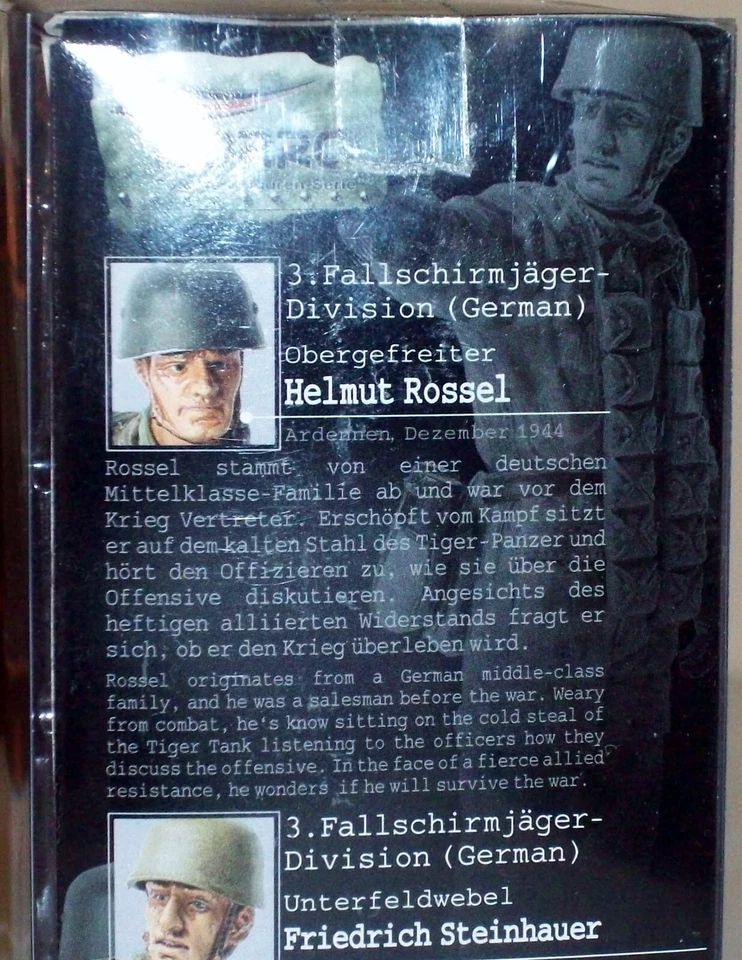 3.Fallschirmjäger-
Division (German)
Obergefreiter
Helmut Rossel
Ardennen, Dezember 1944
Rossel stammt von einer deutschen
Mittelklasse-Familie ab und war vor dem
Krieg Vertreter. Erschöpft vom Kampf sitzt
er auf dem kalten Stahl des Tiger-Panzer und
hört den Offizieren zu, wie sie über die
Offensive diskutieren. Angesichts des
heftigen alliierten Widerstands fragt er
sich, ob er den Krieg überleben wird.
Rossel originates from a German middle-class
family, and he was a salesman before the war. Weary
from combat, he's know sitting on the cold steal of
the Tiger Tank listening to the officers how they
discuss the offensive. In the face of a fierce allied
resistance, he wonders if he will survive the war.
3.Fallschirmjäger-
Division (German)
Unterfeldwebel
Friedrich Steinhauer